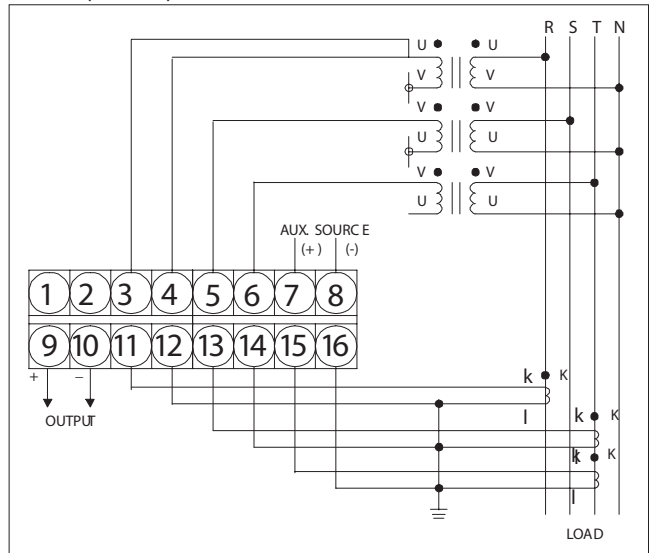 R S T N
U U
V V
V V
U U
V V
U U
AUX. SOURCE
(+) (-)
1 2 3 4 5 6 7 8
9 10 11 12 13 14 15 16
+ −
OUTPUT
k K
l
k K
k K
l
LOAD